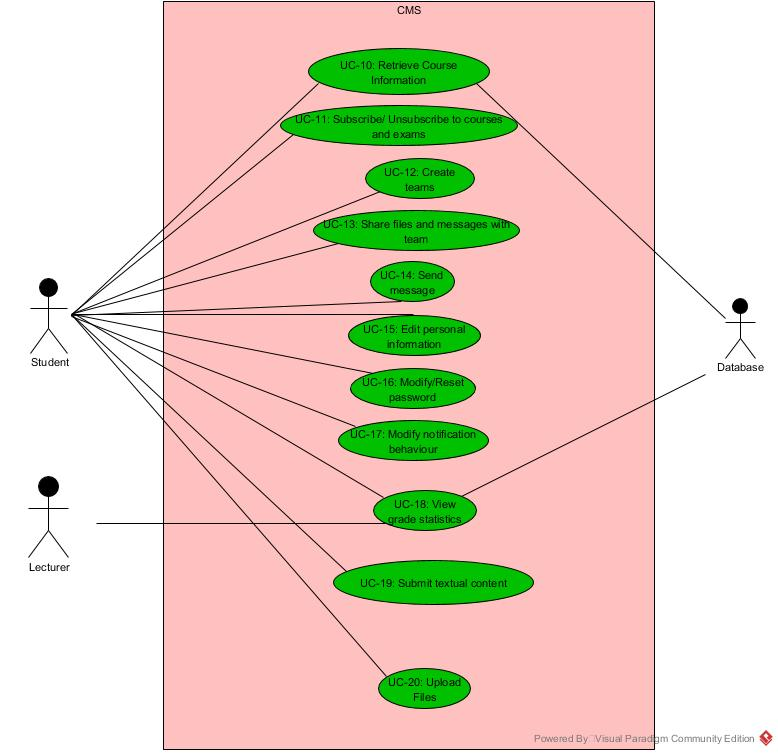 CMS
UC-10: Retrieve Course
Information
UC-11: Subscribe/ Unsubscribe to courses
and exams
UC-12: Create
teams
UC-13: Share files and messages with
team
UC-14: Send
message
UC-15: Edit personal
information
Student
Database
UC-16: Modify/Reset
password
UC-17: Modify notification
behaviour
UC-18: View
grade statistics
Lecturer
UC-19: Submit textual content
UC-20: Upload
Files
Powered By Visual Paradigm Community Edition